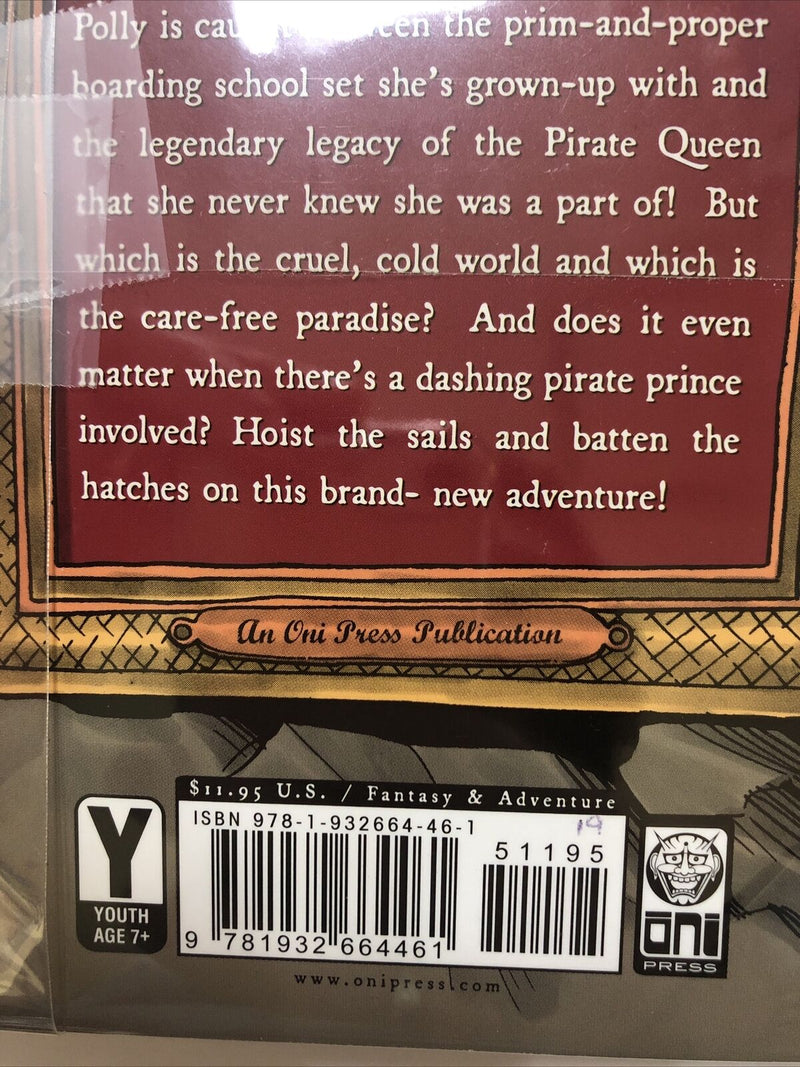 Polly is the prim-and-proper
boarding school set she's grown-up with and
the legendary legacy of the Pirate Queen
that she never knew she was a part of! But
which is the cruel, cold world and which is
the care-free paradise? And does it even
matter when there's a dashing pirate prince
involved? Hoist the sails and batten the
hatches on this brand- new adventure!
An Oni Press Publication
$11.95 U.S. / Fantasy & Adventure
ISBN 978-1-932664-46-1
19
51195
9 781932 664461
Y
YOUTH
AGE 7+
ōni
PRESS
www.onipress.com